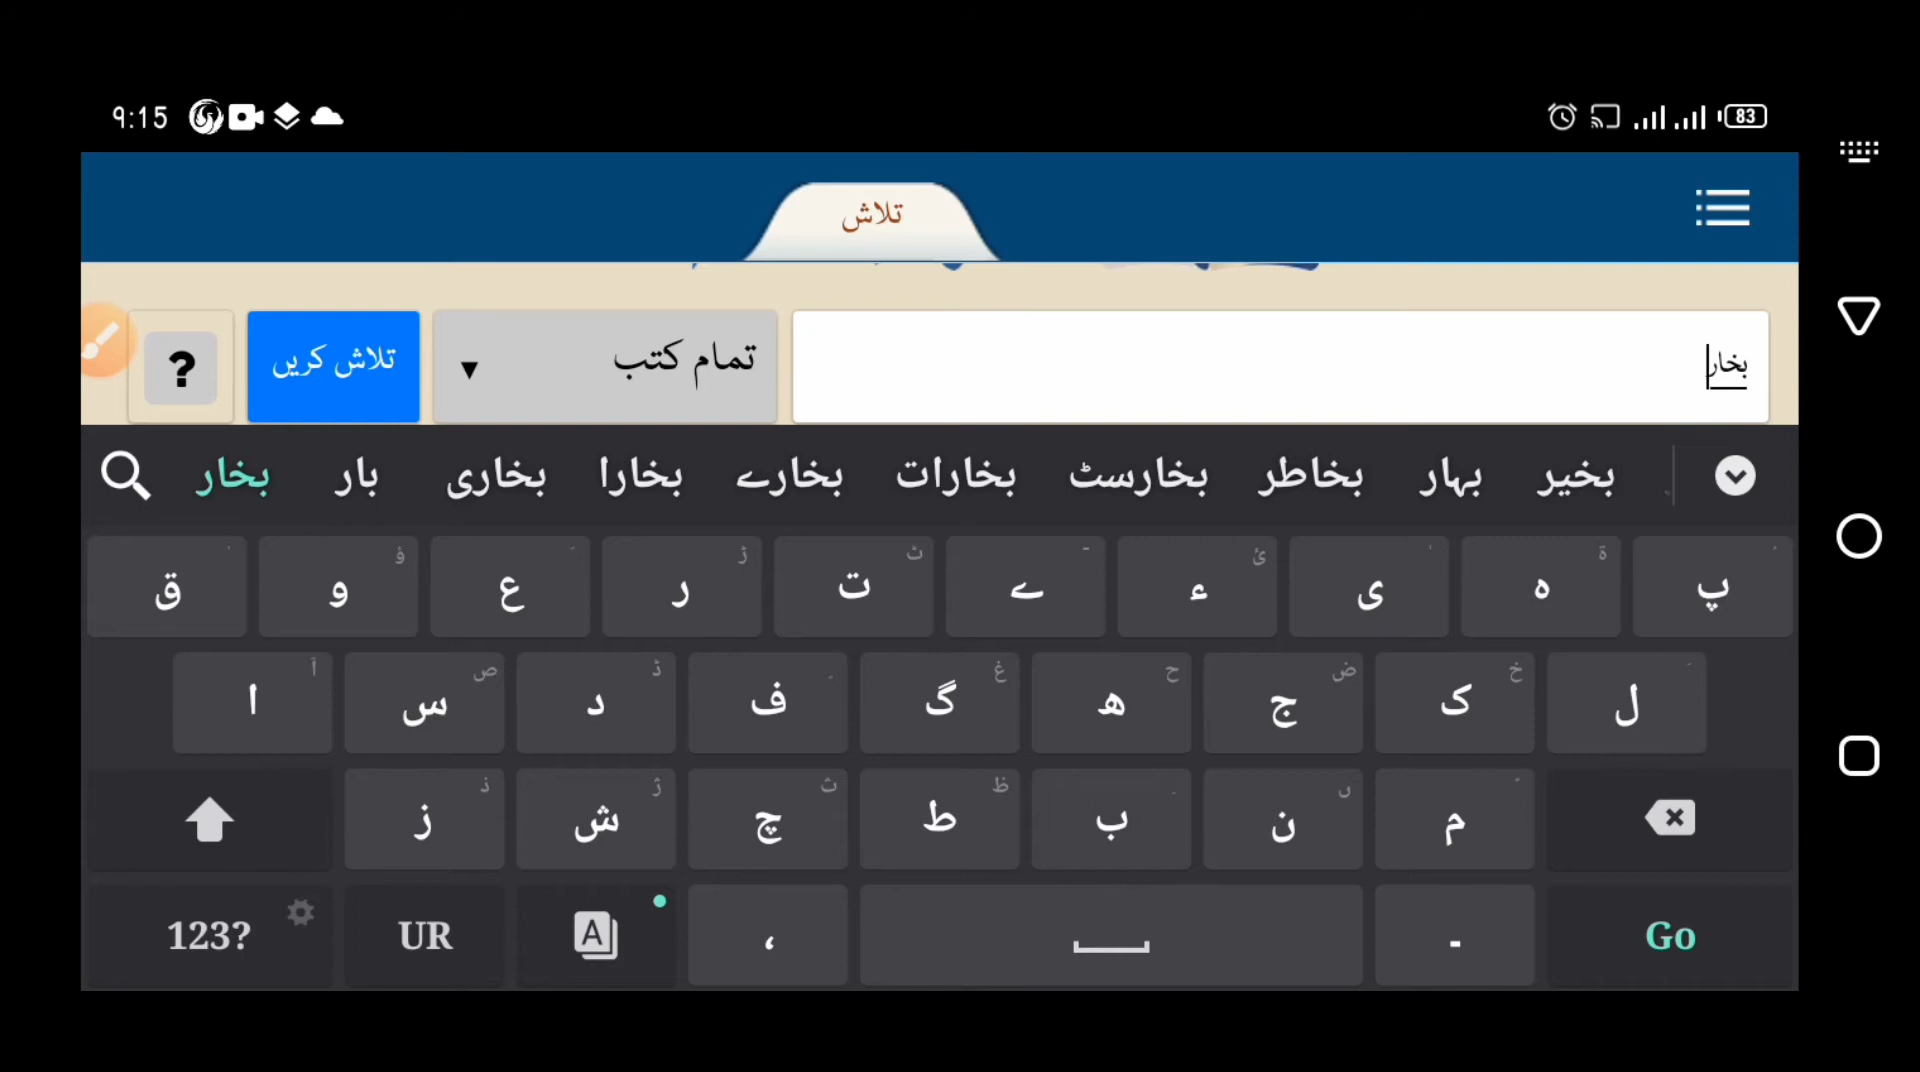 ۹:15 83
تلاش
بخار
تمام کتب ▼
تلاش کریں
?
بخار بار بخاری بخارا بخارے بخارات بخارست بخاطر بہار بخیر
ق و ع ر ت ے ء ی ہ پ
ؤ ڑ ٹ ئ ۃ
ا س د ف گ ھ ج ک ل
آ ص ڈ غ ح ض خ
ز ش چ ط ب ن م
ذ ژ ث ظ ں
123? UR A ، - Go